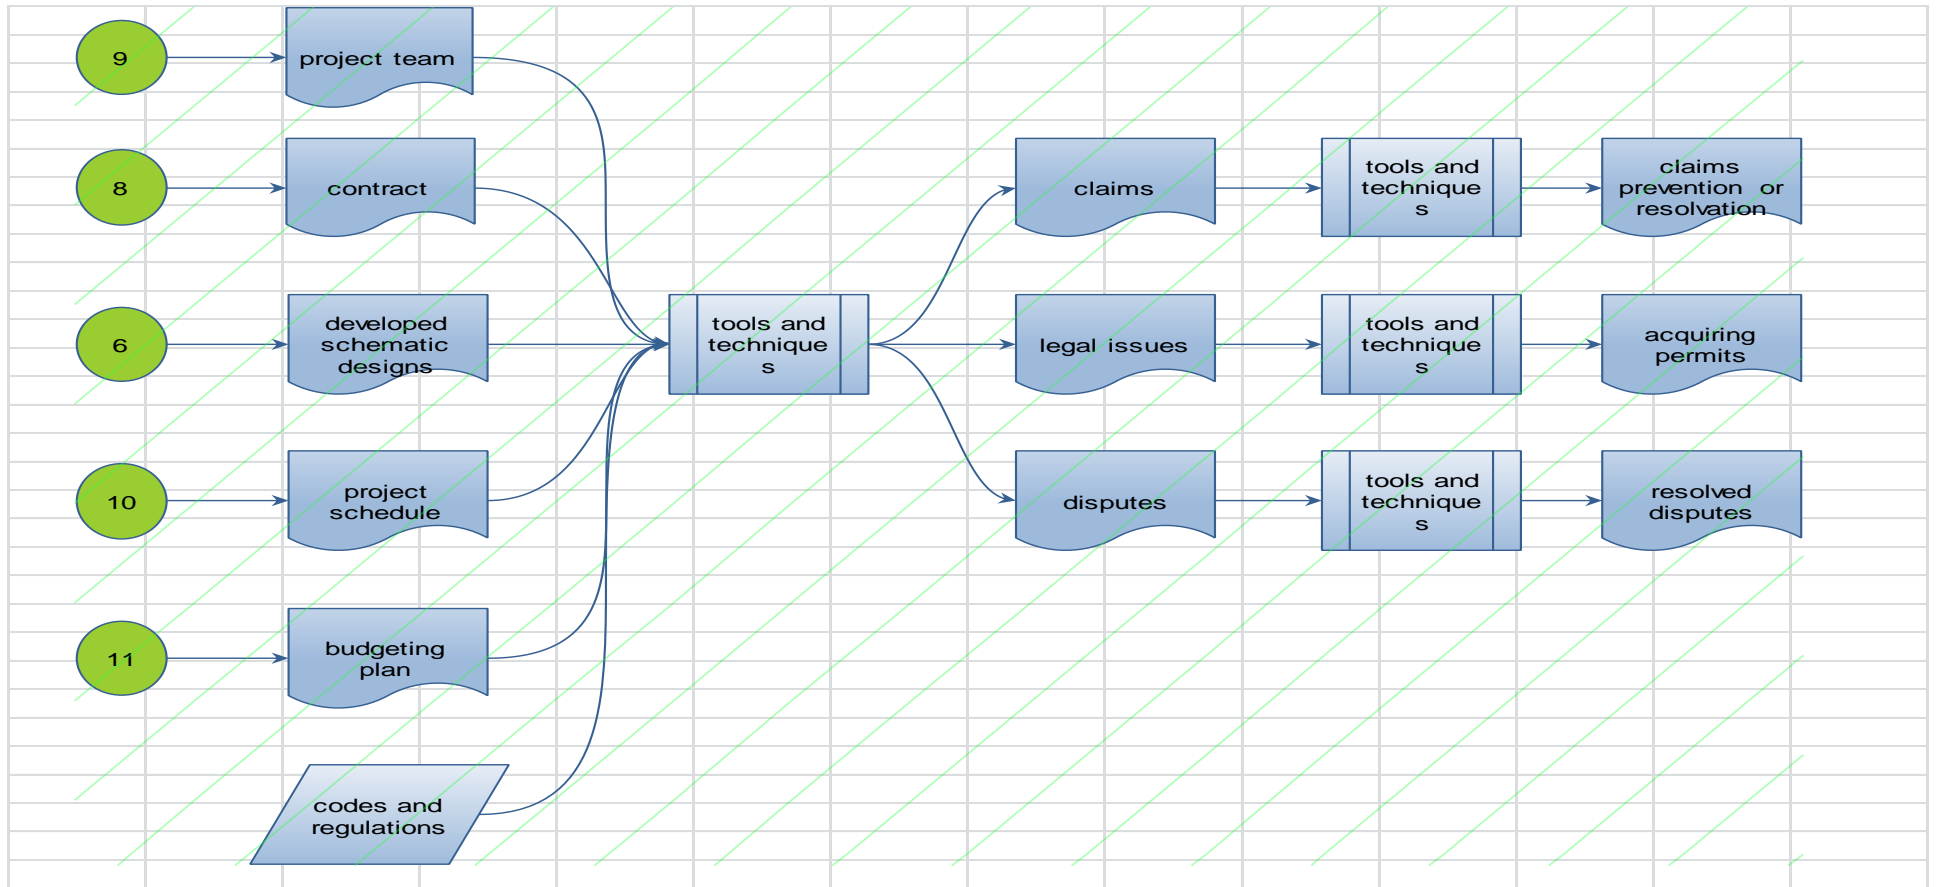 9
project team
8
contract
claims
tools and
technique
s
claims
prevention or
resolvation
6
developed
schematic
designs
tools and
technique
s
legal issues
tools and
technique
s
acquiring
permits
10
project
schedule
disputes
tools and
technique
s
resolved
disputes
11
budgeting
plan
codes and
regulations